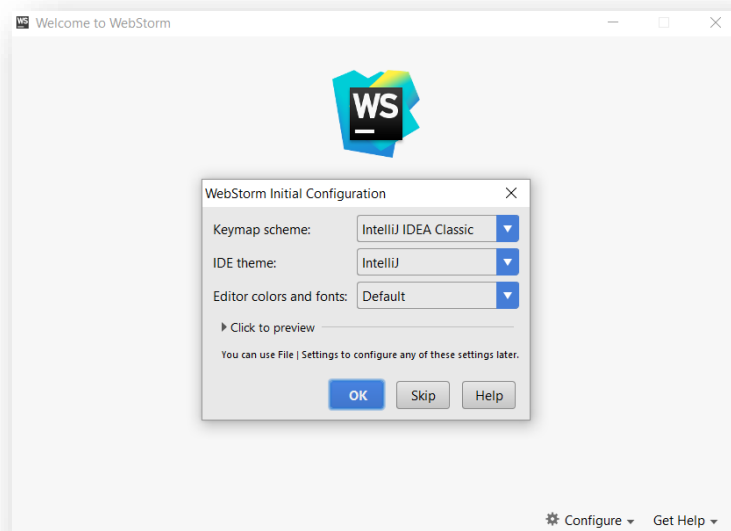 WS Welcome to WebStorm
WS
WebStorm Initial Configuration
Keymap scheme: IntelliJ IDEA Classic
IDE theme: IntelliJ
Editor colors and fonts: Default
Click to preview
You can use File | Settings to configure any of these settings later.
OK Skip Help
Configure Get Help